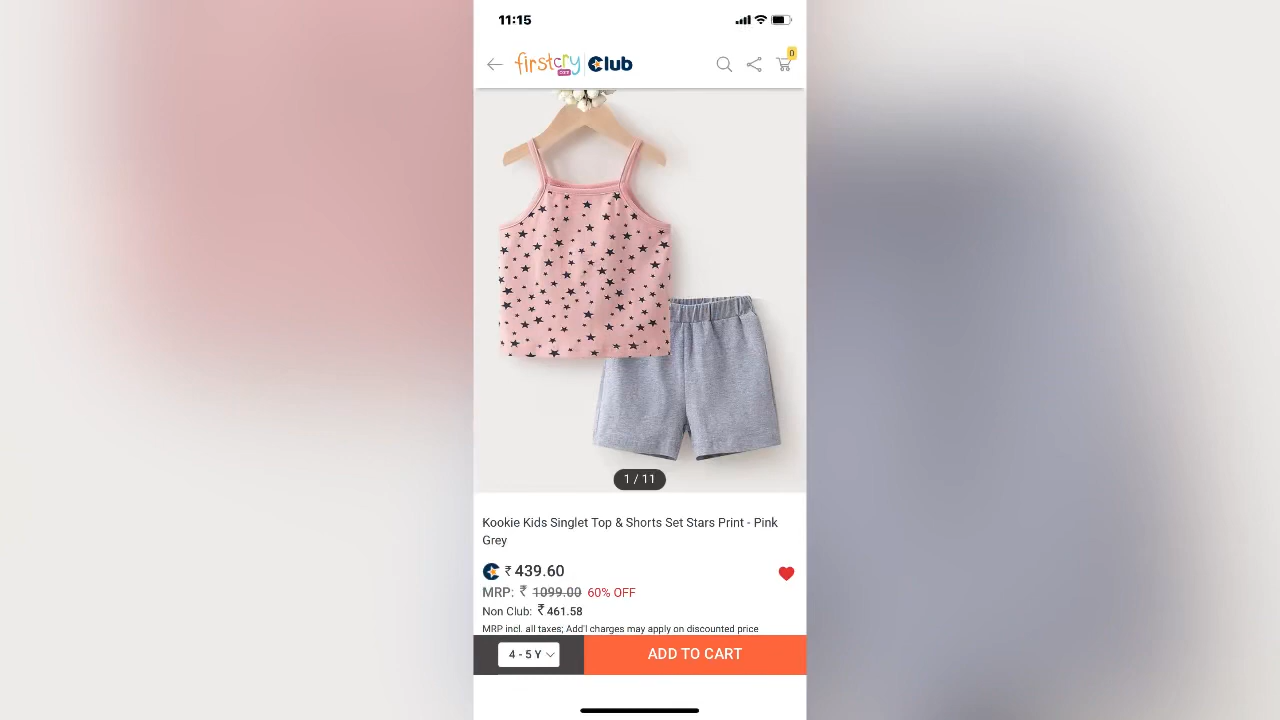 11:15
firstcry Club
0
1 / 11
Kookie Kids Singlet Top & Shorts Set Stars Print - Pink
Grey
₹ 439.60
MRP: ₹ 1099.00 60% OFF
Non Club: ₹ 461.58
MRP incl. all taxes; Add'l charges may apply on discounted price
4 - 5 Y
ADD TO CART